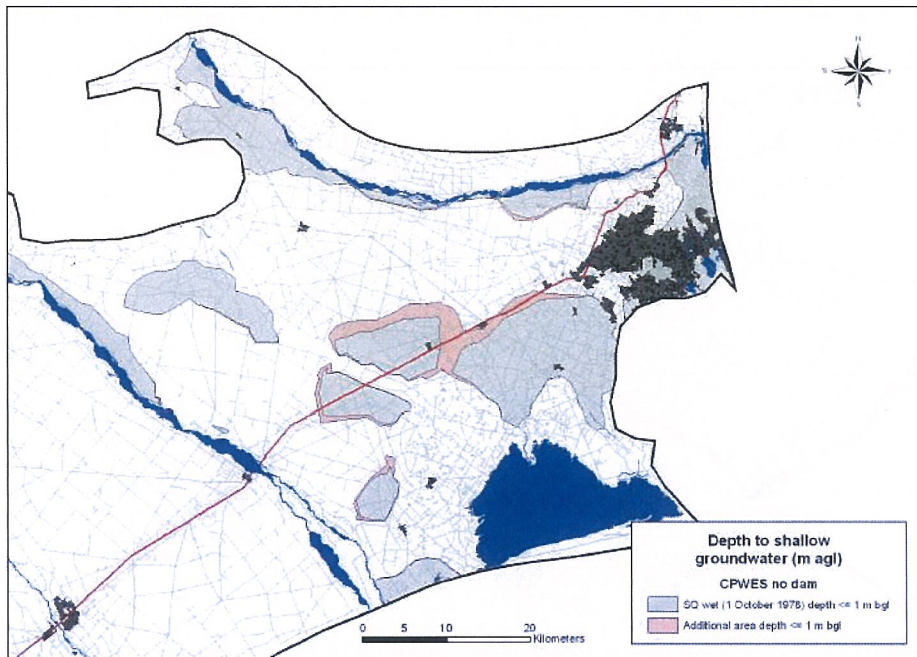 N
S
Depth to shallow
groundwater (m agl)
CPWES no dam
SQ wet (1 October 1978) depth <= 1 m bgl
Additional area depth <= 1 m bgl
0 5 10 20
Kilometers